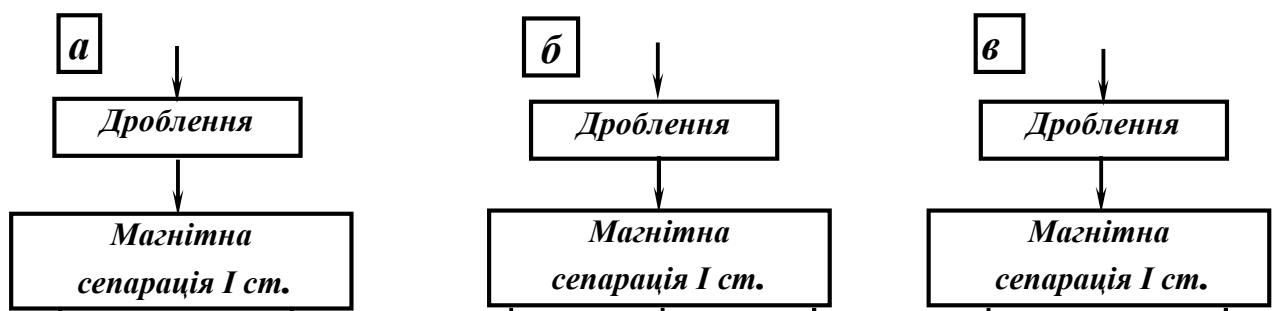 а
Дроблення
Магнітна
сепарація І ст.
б
Дроблення
Магнітна
сепарація І ст.
в
Дроблення
Магнітна
сепарація І ст.